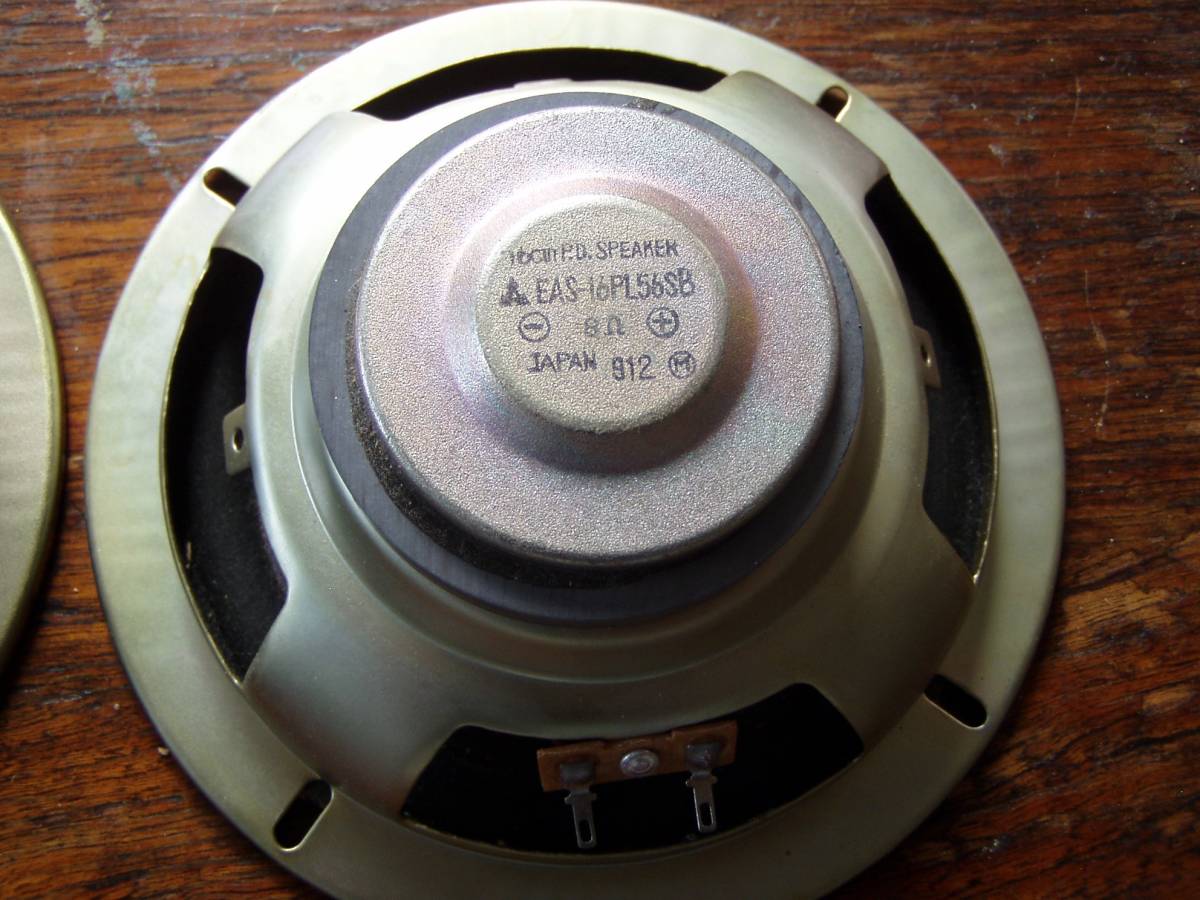 16cm P.D. SPEAKER
EAS-16PL56SB
⊖ 8Ω ⊕
JAPAN 912 Ⓜ